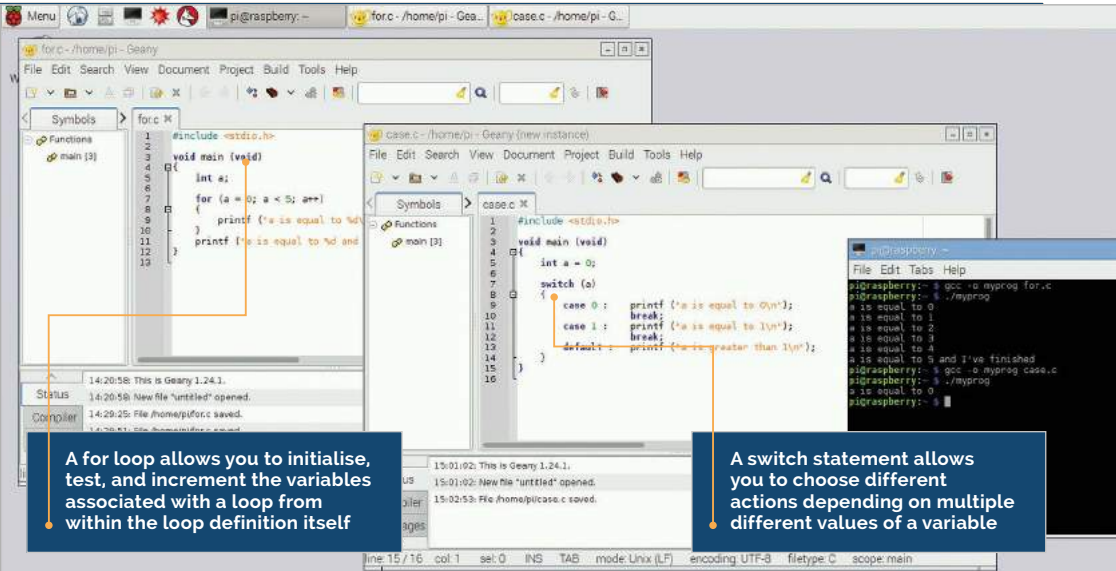 Menu pi@raspberry: ~ for.c - /home/pi - Gea... case.c - /home/pi - G...
for.c - /home/pi - Geany
File Edit Search View Document Project Build Tools Help
Symbols for.c
Functions
main [3]
1 #include <stdio.h>
2
3 void main (void)
4 {
5 int a;
6
7 for (a = 0; a < 5; a++)
8 {
9 printf ("a is equal to %d\
10 }
11 printf ("a is equal to %d and
12 }
13
Status
Compiler
14:20:58: This is Geany 1.24.1.
14:20:58: New file "untitled" opened.
14:29:25: File /home/pi/for.c saved.
case.c - /home/pi - Geany (new instance)
File Edit Search View Document Project Build Tools Help
Symbols case.c
Functions
main [3]
1 #include <stdio.h>
2
3 void main (void)
4 {
5 int a = 0;
6
7 switch (a)
8 {
9 case 0 : printf ("a is equal to 0\n");
10 break;
11 case 1 : printf ("a is equal to 1\n");
12 break;
13 default : printf ("a is greater than 1\n");
14 }
15 }
16
15:01:02: This is Geany 1.24.1.
15:01:02: New file "untitled" opened.
15:02:53: File /home/pi/case.c saved.
line: 15 / 16 col: 1 sel: 0 INS TAB mode: Unix (LF) encoding: UTF-8 filetype: C scope: main
pi@raspberry: ~
File Edit Tabs Help
pi@raspberry:~ $ gcc -o myprog for.c
pi@raspberry:~ $ ./myprog
a is equal to 0
a is equal to 1
a is equal to 2
a is equal to 3
a is equal to 4
a is equal to 5 and I've finished
pi@raspberry:~ $ gcc -o myprog case.c
pi@raspberry:~ $ ./myprog
a is equal to 0
pi@raspberry:~ $
A for loop allows you to initialise,
test, and increment the variables
associated with a loop from
within the loop definition itself
A switch statement allows
you to choose different
actions depending on multiple
different values of a variable